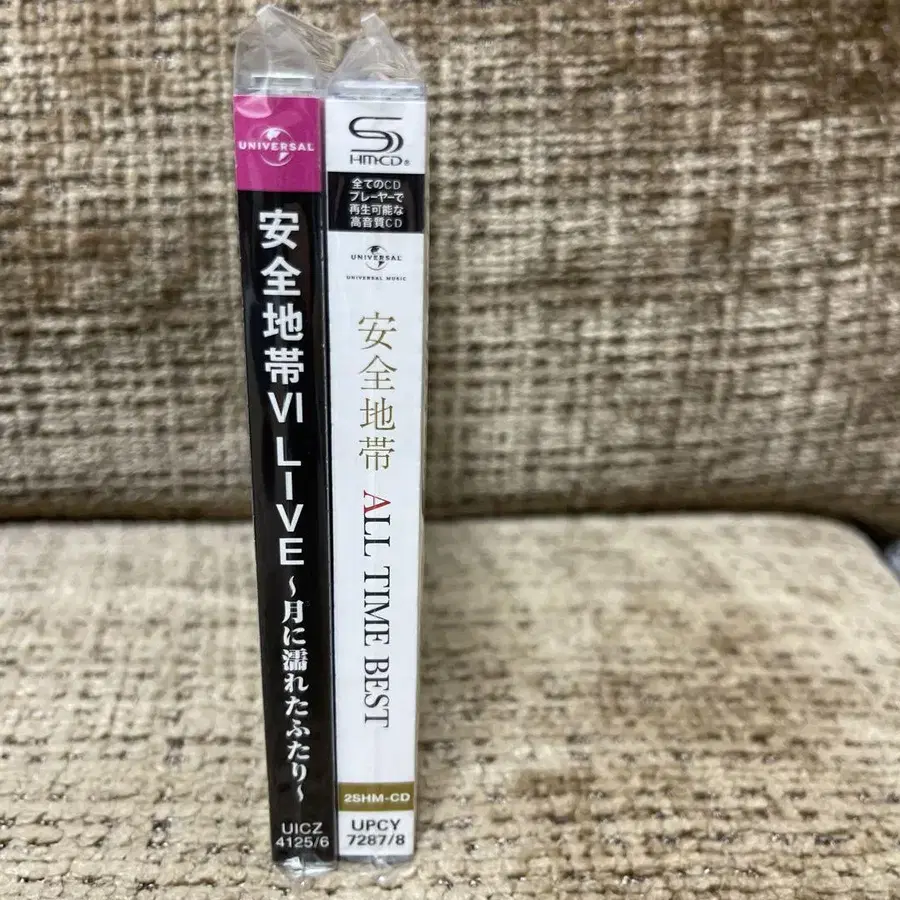 UNIVERSAL
安全地帯VI LIVE ～月に濡れたふたり～
UICZ
4125/6
HM-CD®
全てのCD
プレーヤーで
再生可能な
高音質CD
UNIVERSAL
UNIVERSAL MUSIC
安全地帯 ALL TIME BEST
2SHM-CD
UPCY
7287/8